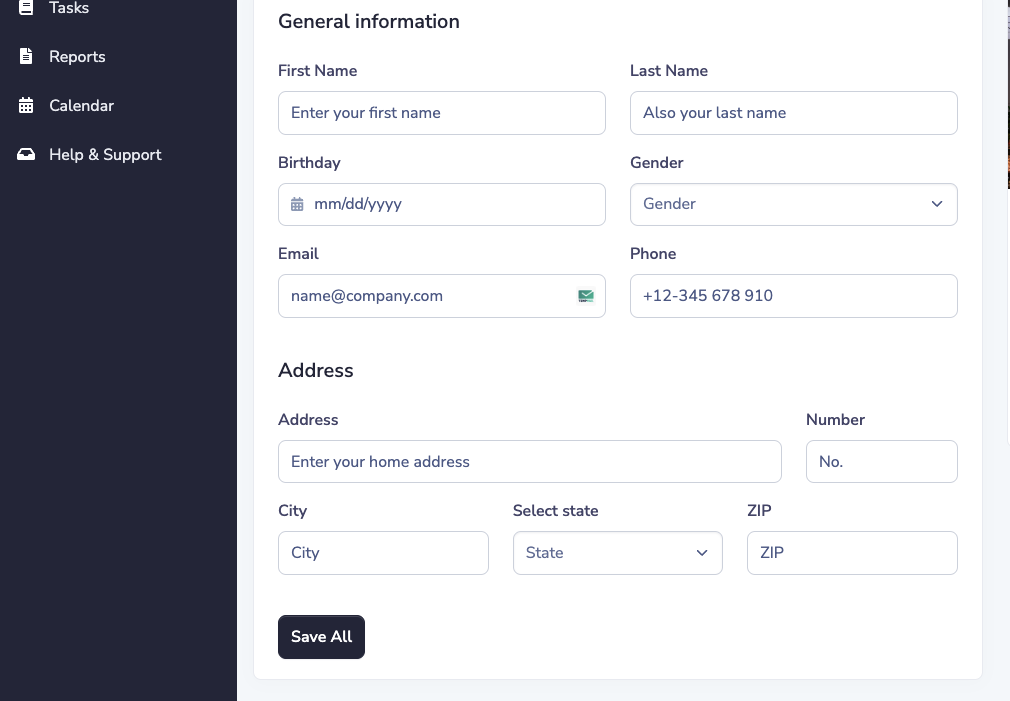 Tasks
Reports
Calendar
Help & Support
General information
First Name
Last Name
Enter your first name
Also your last name
Birthday
Gender
mm/dd/yyyy
Gender
Email
Phone
name@company.com
+12-345 678 910
Address
Address
Number
Enter your home address
No.
City
Select state
ZIP
City
State
ZIP
Save All